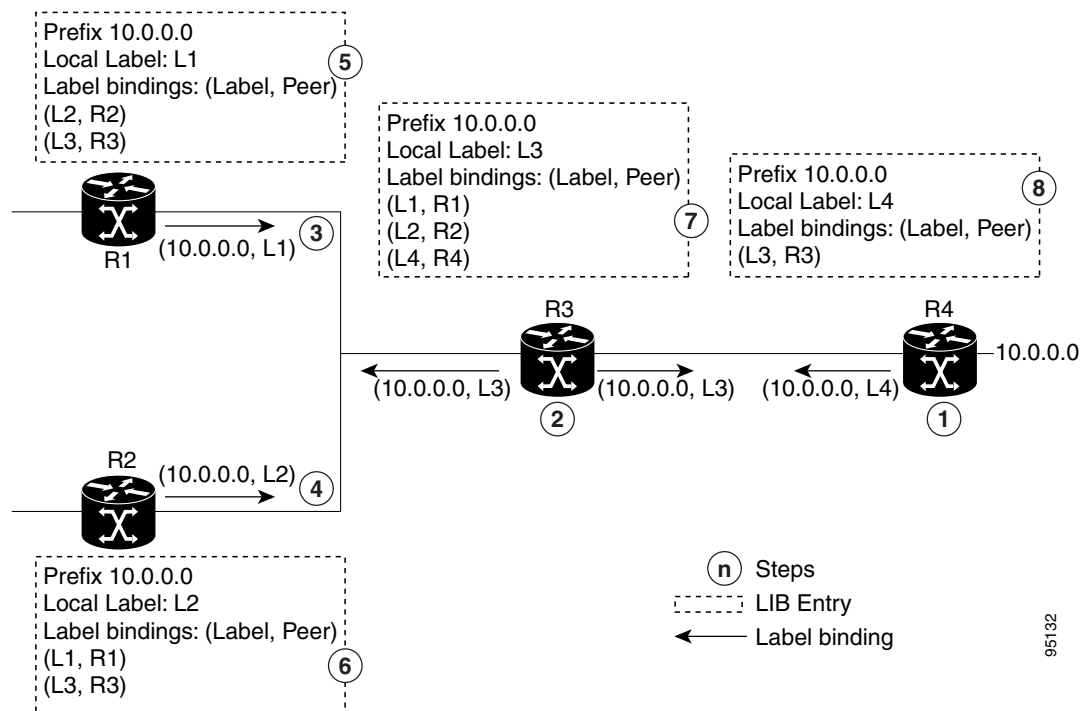 Prefix 10.0.0.0
Local Label: L1
Label bindings: (Label, Peer)
(L2, R2)
(L3, R3)
5
Prefix 10.0.0.0
Local Label: L3
Label bindings: (Label, Peer)
(L1, R1)
(L2, R2)
(L4, R4)
7
Prefix 10.0.0.0
Local Label: L4
Label bindings: (Label, Peer)
(L3, R3)
8
R1
(10.0.0.0, L1)
3
R3
(10.0.0.0, L3)
(10.0.0.0, L3)
2
R4
(10.0.0.0, L4)
1
10.0.0.0
R2
(10.0.0.0, L2)
4
Prefix 10.0.0.0
Local Label: L2
Label bindings: (Label, Peer)
(L1, R1)
(L3, R3)
6
n Steps
LIB Entry
Label binding
95132